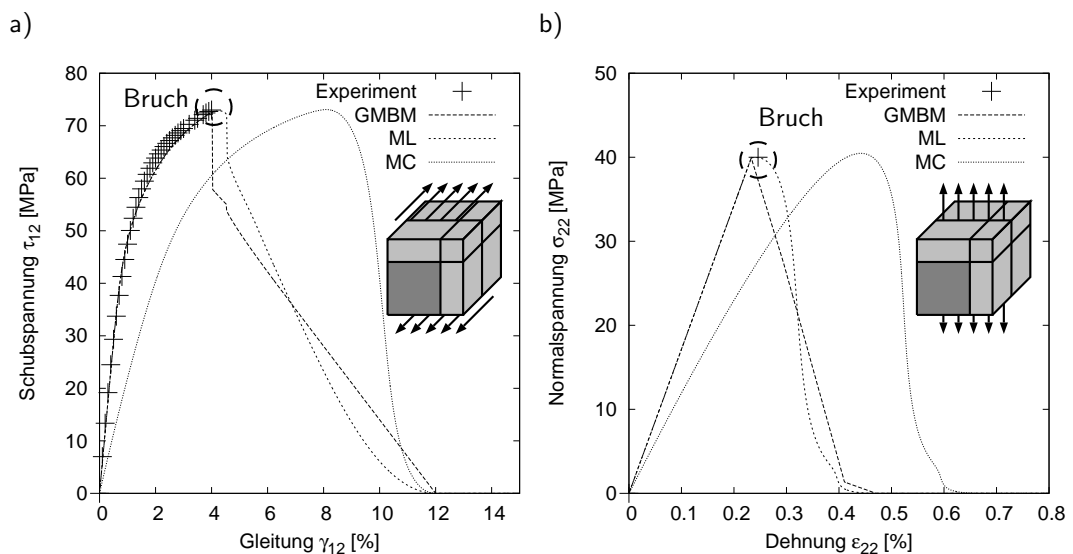 a)
80
70
60
50
40
30
20
10
0
Schubspannung τ12 [MPa]
0 2 4 6 8 10 12 14
Gleitung γ12 [%]
Bruch
Experiment
GMBM
ML
MC
b)
50
40
30
20
10
0
Normalspannung σ22 [MPa]
0 0.1 0.2 0.3 0.4 0.5 0.6 0.7 0.8
Dehnung ε22 [%]
Experiment
GMBM
ML
MC
Bruch